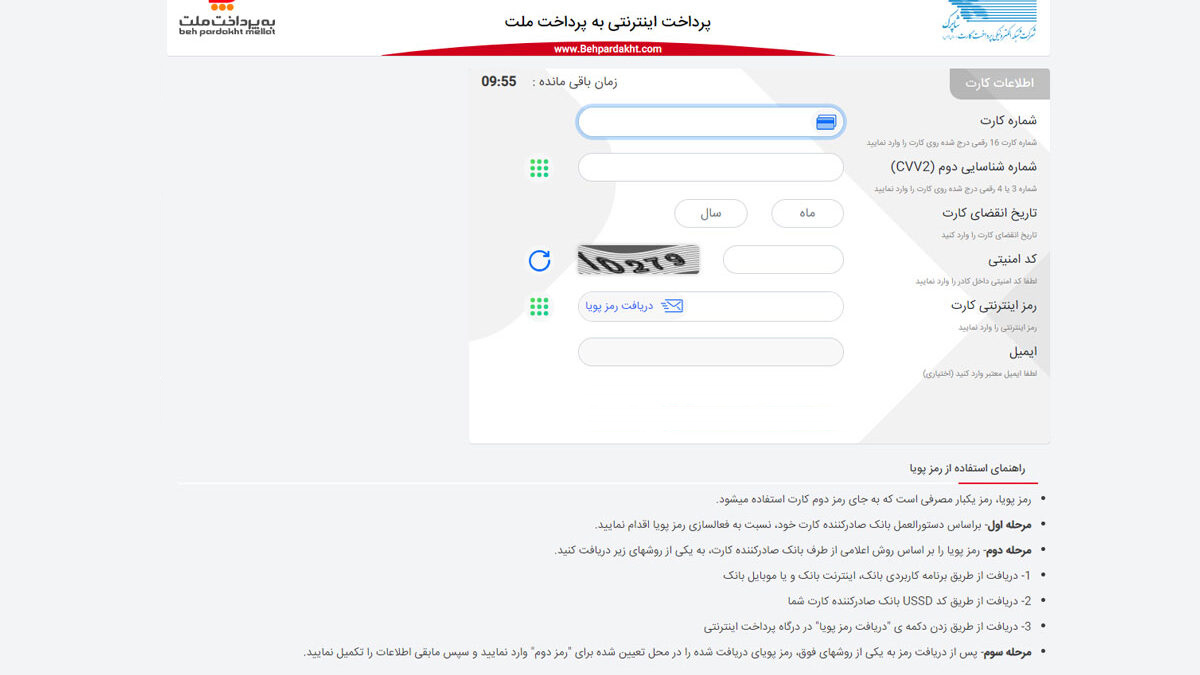 به پرداخت ملت
beh pardakht mellat
پرداخت اینترنتی به پرداخت ملت
www.Behpardakht.com
شاپرک
شرکت شبکه الکترونیکی پرداخت کارت
اطلاعات کارت
زمان باقی مانده : 09:55
شماره کارت
شماره کارت 16 رقمی درج شده روی کارت را وارد نمایید
شماره شناسایی دوم (CVV2)
شماره 3 یا 4 رقمی درج شده روی کارت را وارد نمایید
تاریخ انقضای کارت
ماه
سال
تاریخ انقضای کارت را وارد کنید
کد امنیتی
10279
لطفا کد امنیتی داخل کادر را وارد نمایید
رمز اینترنتی کارت
دریافت رمز پویا
رمز اینترنتی را وارد نمایید
ایمیل
لطفا ایمیل معتبر وارد کنید (اختیاری)
راهنمای استفاده از رمز پویا
رمز پویا، رمز یکبار مصرفی است که به جای رمز دوم کارت استفاده میشود.
مرحله اول- براساس دستورالعمل بانک صادرکننده کارت خود، نسبت به فعالسازی رمز پویا اقدام نمایید.
مرحله دوم- رمز پویا را بر اساس روش اعلامی از طرف بانک صادرکننده کارت، به یکی از روشهای زیر دریافت کنید.
1- دریافت از طریق برنامه کاربردی بانک، اینترنت بانک و یا موبایل بانک
2- دریافت از طریق کد USSD بانک صادرکننده کارت شما
3- دریافت از طریق زدن دکمه ی "دریافت رمز پویا" در درگاه پرداخت اینترنتی
مرحله سوم- پس از دریافت رمز به یکی از روشهای فوق، رمز پویای دریافت شده را در محل تعیین شده برای "رمز دوم" وارد نمایید و سپس مابقی اطلاعات را تکمیل نمایید.